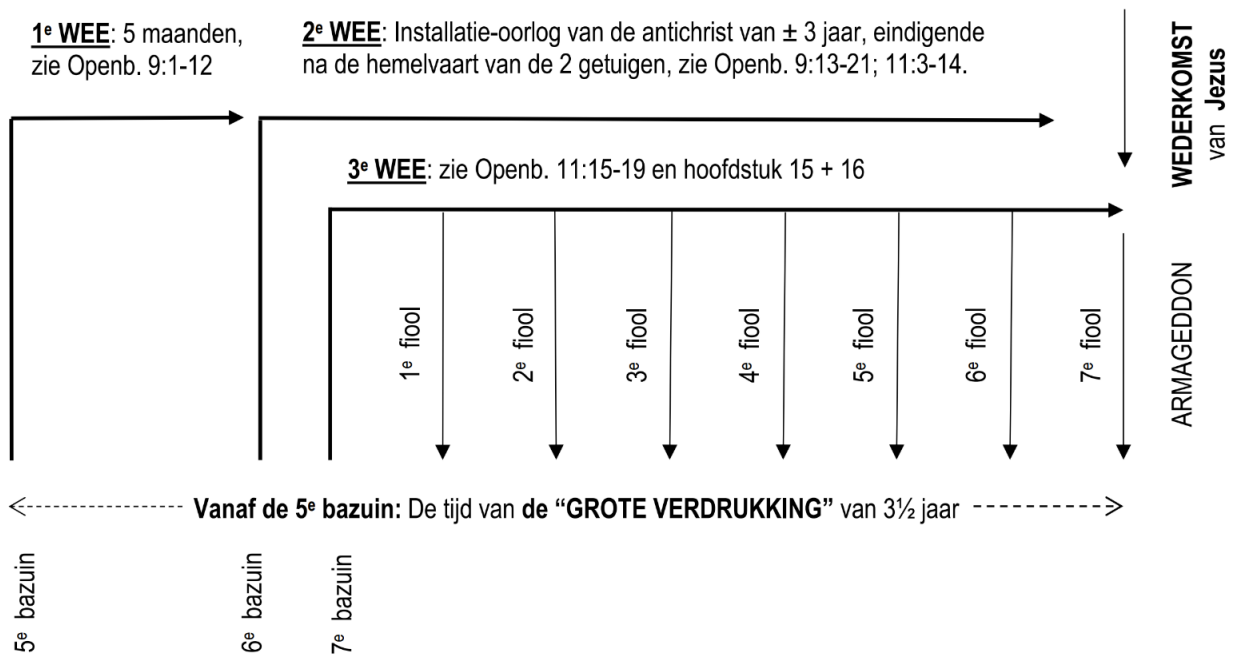 1e WEE: 5 maanden,
zie Openb. 9:1-12
2e WEE: Installatie-oorlog van de antichrist van ± 3 jaar, eindigende
na de hemelvaart van de 2 getuigen, zie Openb. 9:13-21; 11:3-14.
WEDERKOMST
van Jezus
3e WEE: zie Openb. 11:15-19 en hoofdstuk 15 + 16
1e fiool
2e fiool
3e fiool
4e fiool
5e fiool
6e fiool
7e fiool
ARMAGEDDON
Vanaf de 5e bazuin: De tijd van de “GROTE VERDRUKKING” van 3½ jaar
5e bazuin
6e bazuin
7e bazuin